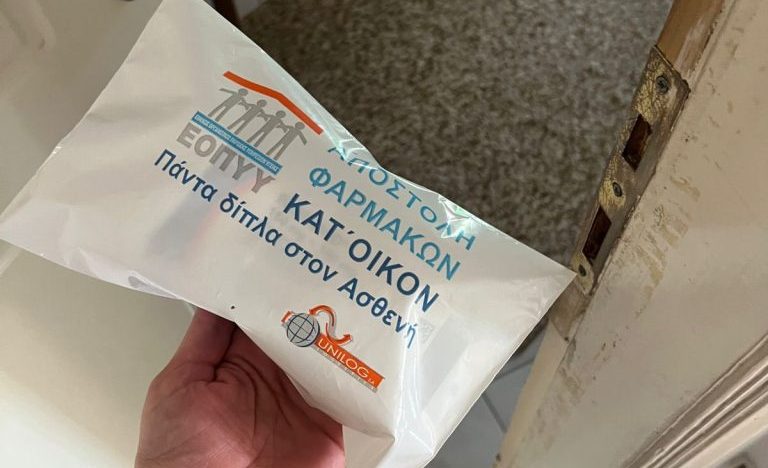 ΕΟΠΥΥ
ΑΠΟΣΤΟΛΗ
ΦΑΡΜΑΚΩΝ
ΚΑΤ΄ΟΙΚΟΝ
Πάντα δίπλα στον Ασθενή
UNILOG S.A.